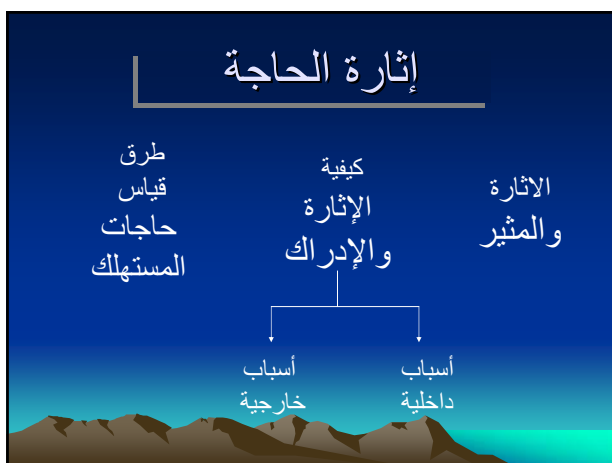 إثارة الحاجة
الاثارة
والمثير
كيفية
الإثارة
والإدراك
طرق
قياس
حاجات
المستهلك
أسباب
داخلية
أسباب
خارجية